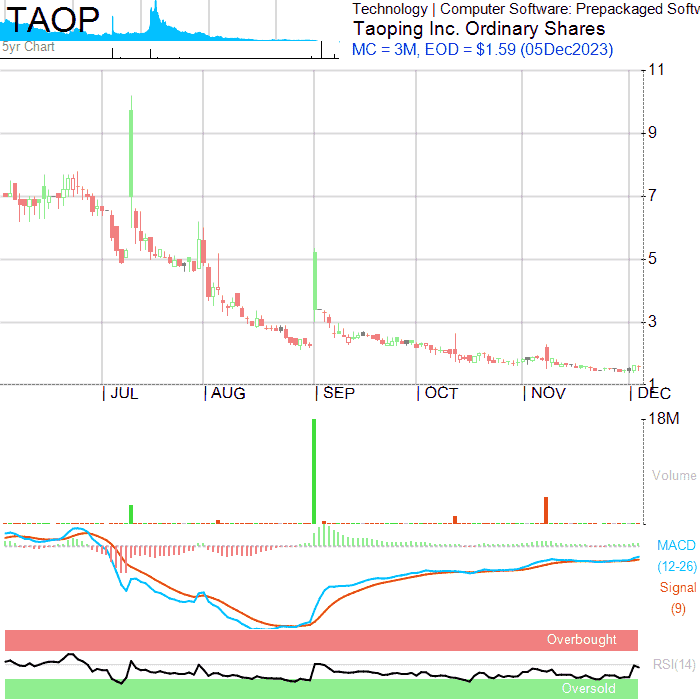 TAOP
Technology | Computer Software: Prepackaged Softw
Taoping Inc. Ordinary Shares
MC = 3M, EOD = $1.59 (05Dec2023)
5yr Chart
11
9
7
5
3
1
JUL AUG SEP OCT NOV DEC
18M
Volume
MACD
(12-26)
Signal
(9)
Overbought
RSI(14)
Oversold